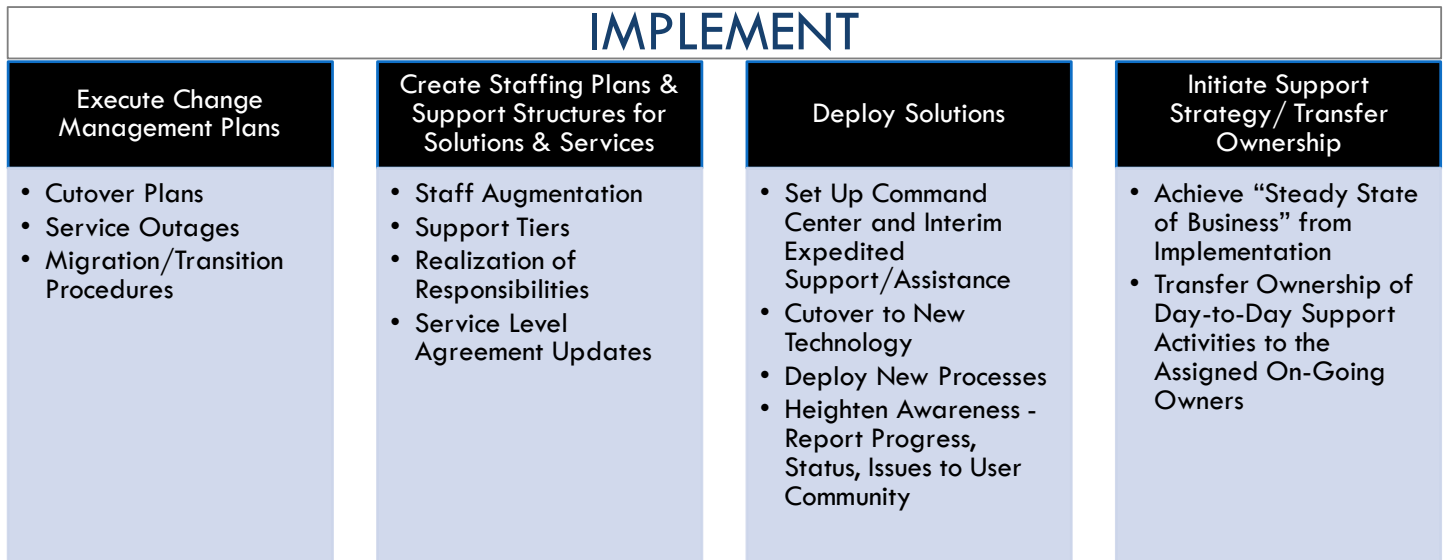 IMPLEMENT
Execute Change
Management Plans
• Cutover Plans
• Service Outages
• Migration/Transition
Procedures
Create Staffing Plans &
Support Structures for
Solutions & Services
• Staff Augmentation
• Support Tiers
• Realization of
Responsibilities
• Service Level
Agreement Updates
Deploy Solutions
• Set Up Command
Center and Interim
Expedited
Support/Assistance
• Cutover to New
Technology
• Deploy New Processes
• Heighten Awareness -
Report Progress,
Status, Issues to User
Community
Initiate Support
Strategy/ Transfer
Ownership
• Achieve “Steady State
of Business” from
Implementation
• Transfer Ownership of
Day-to-Day Support
Activities to the
Assigned On-Going
Owners